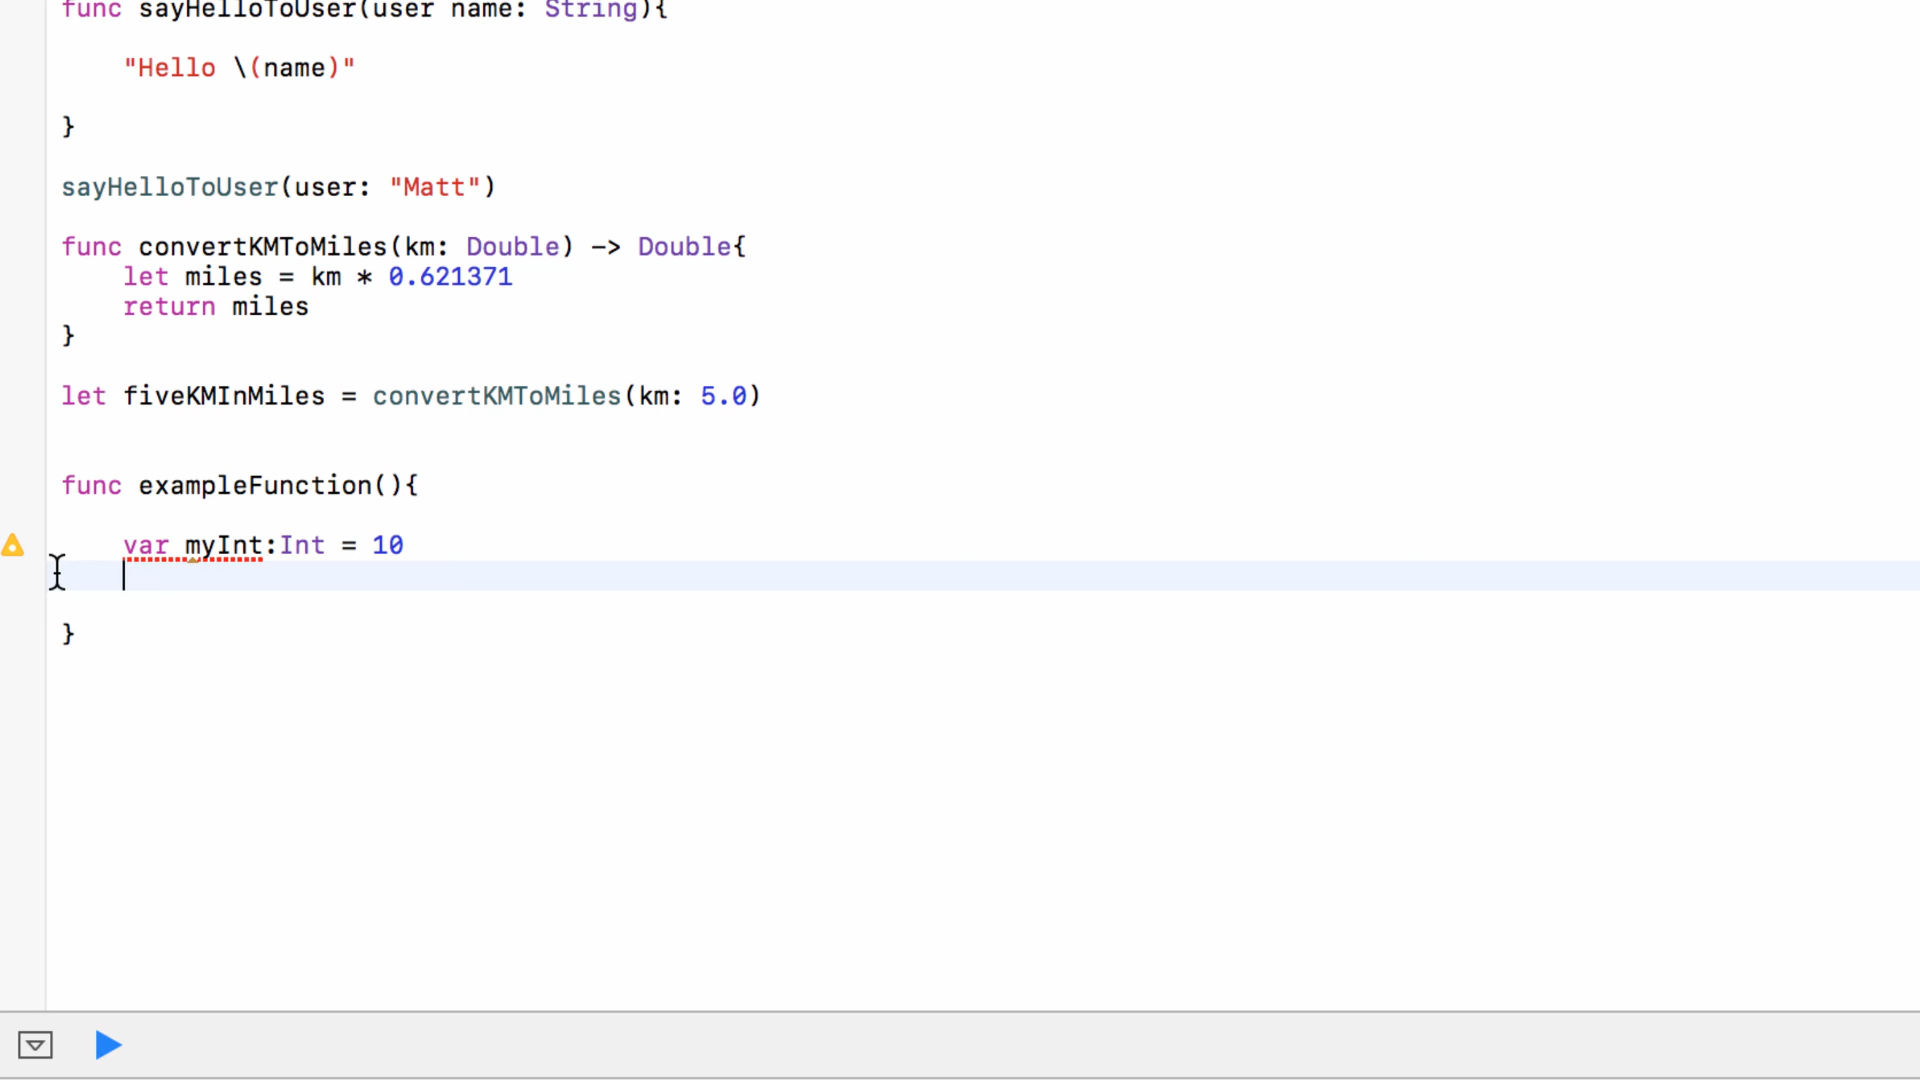 func sayHelloToUser(user name: String){
"Hello \(name)"
}
sayHelloToUser(user: "Matt")
func convertKMToMiles(km: Double) -> Double{
let miles = km * 0.621371
return miles
}
let fiveKMInMiles = convertKMToMiles(km: 5.0)
func exampleFunction(){
var myInt:Int = 10
}